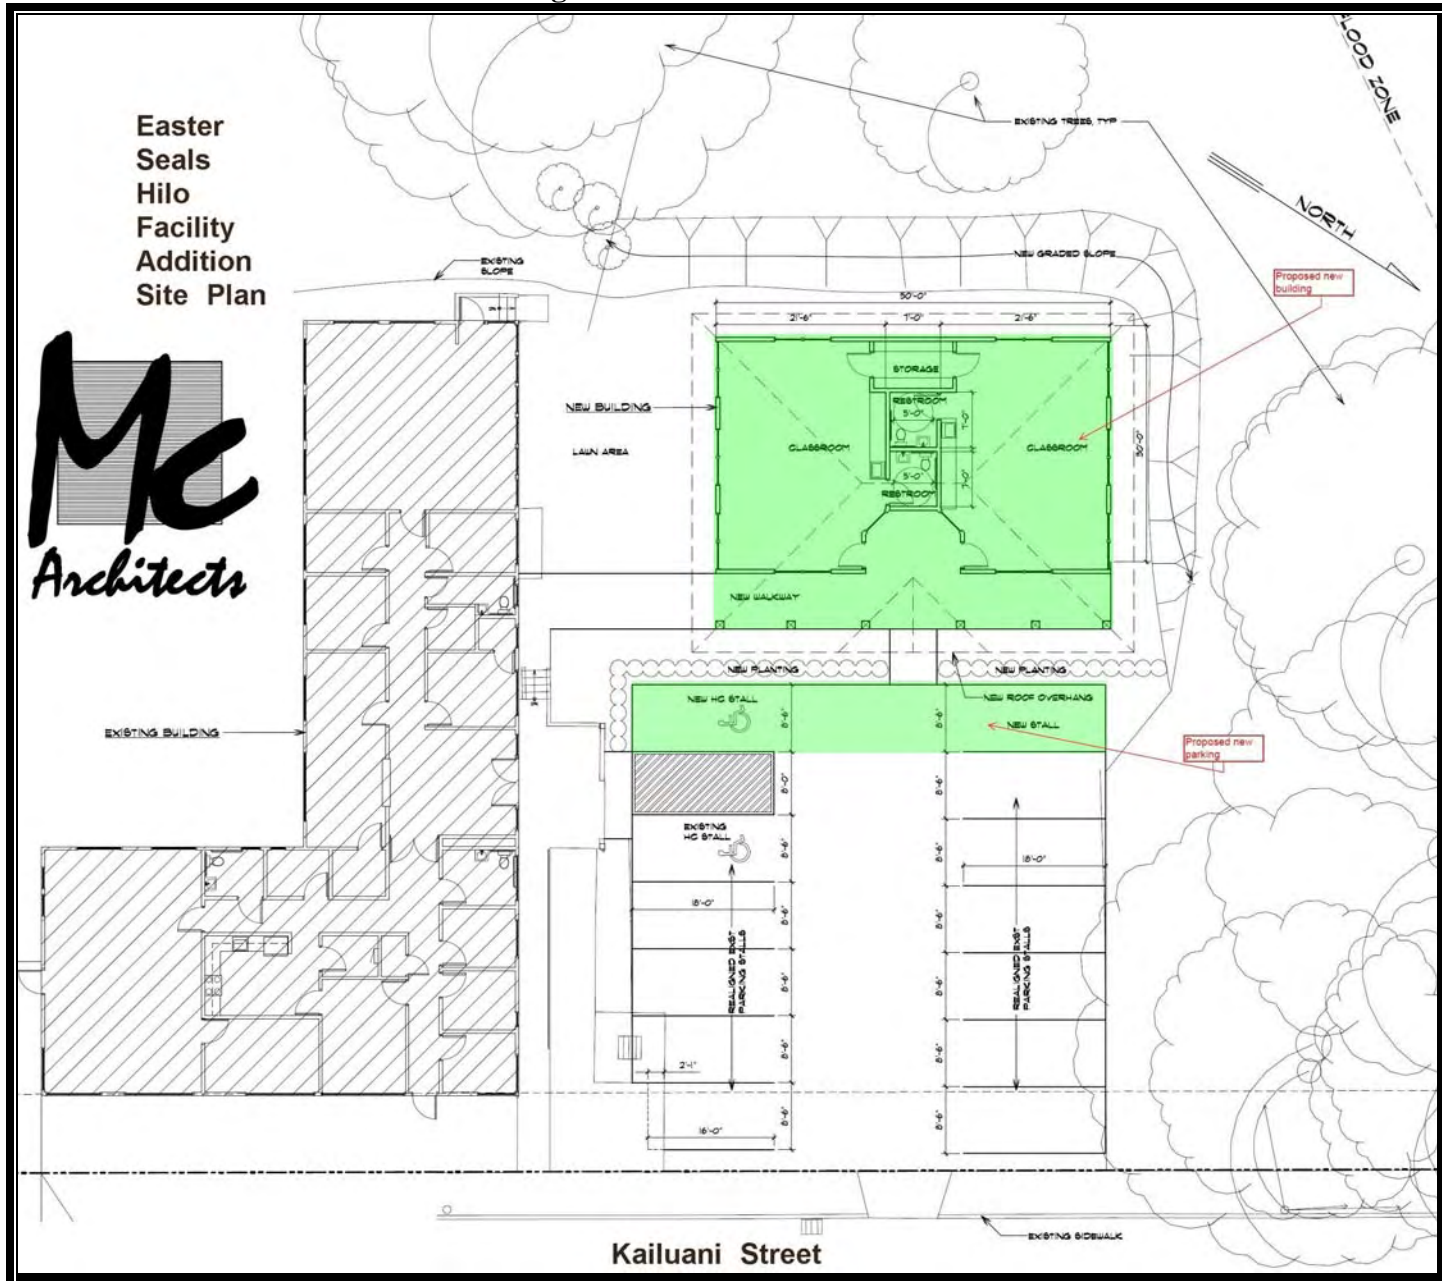 FLOOD ZONE
Easter
Seals
Hilo
Facility
Addition
Site Plan
EXISTING TREES, TYP
NORTH
EXISTING
SLOPE
NEW GRADED SLOPE
Proposed new
building
50'-0"
21'-6"
7'-0"
21'-6"
STORAGE
RESTROOM
5'-0"
7'-0"
NEW BUILDING
LAWN AREA
CLASSROOM
CLASSROOM
30'-0"
5'-0"
7'-0"
RESTROOM
Mc
Architects
NEW WALKWAY
NEW PLANTING
NEW PLANTING
NEW ROOF OVERHANG
NEW HC STALL
8'-6"
8'-6"
NEW STALL
EXISTING BUILDING
Proposed new
parking
8'-0"
8'-6"
EXISTING
HC STALL
8'-6"
8'-6"
18'-0"
18'-0"
8'-6"
8'-6"
REALIGNED EXIST
PARKING STALLS
REALIGNED EXIST
PARKING STALLS
8'-6"
8'-6"
8'-6"
8'-6"
2'-1"
8'-6"
8'-6"
16'-0"
EXISTING SIDEWALK
Kailuani Street